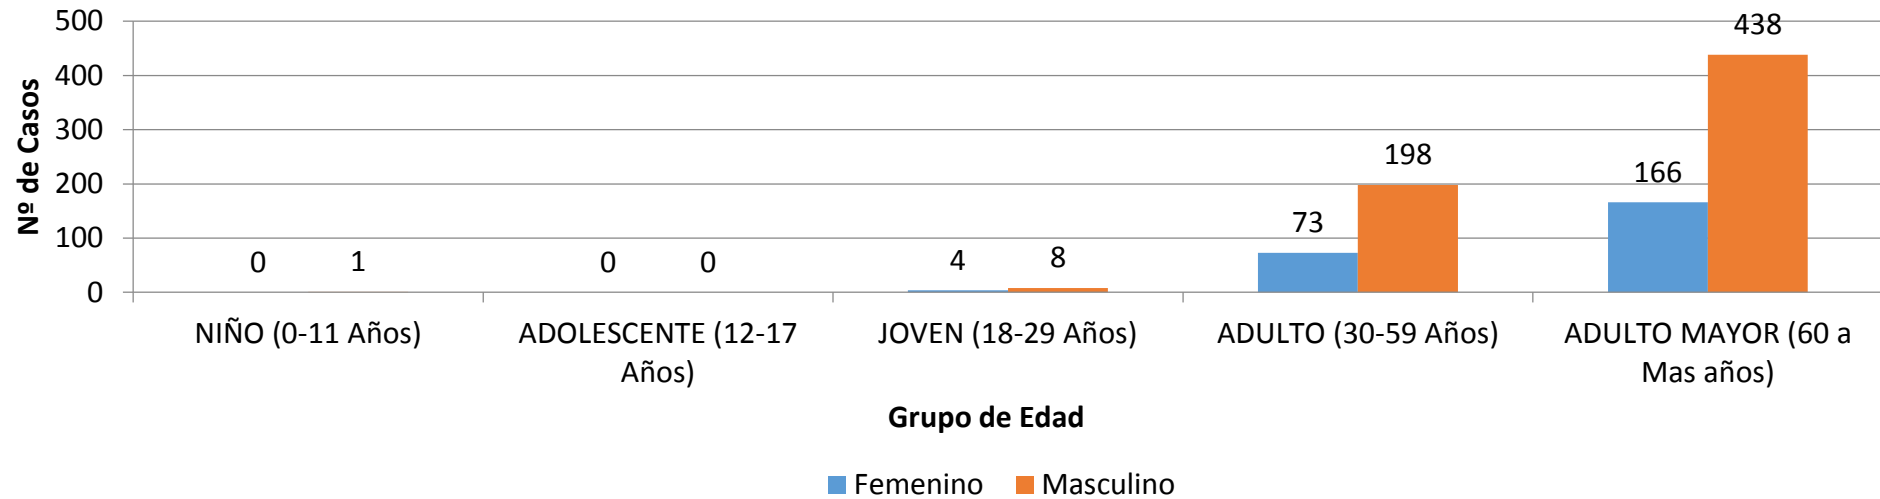 500
438
400
300
198
200
166
100
73
0
1
0
0
4
8
0
Nº de Casos
NIÑO (0-11 Años)
ADOLESCENTE (12-17
Años)
JOVEN (18-29 Años)
ADULTO (30-59 Años)
ADULTO MAYOR (60 a
Mas años)
Grupo de Edad
Femenino
Masculino